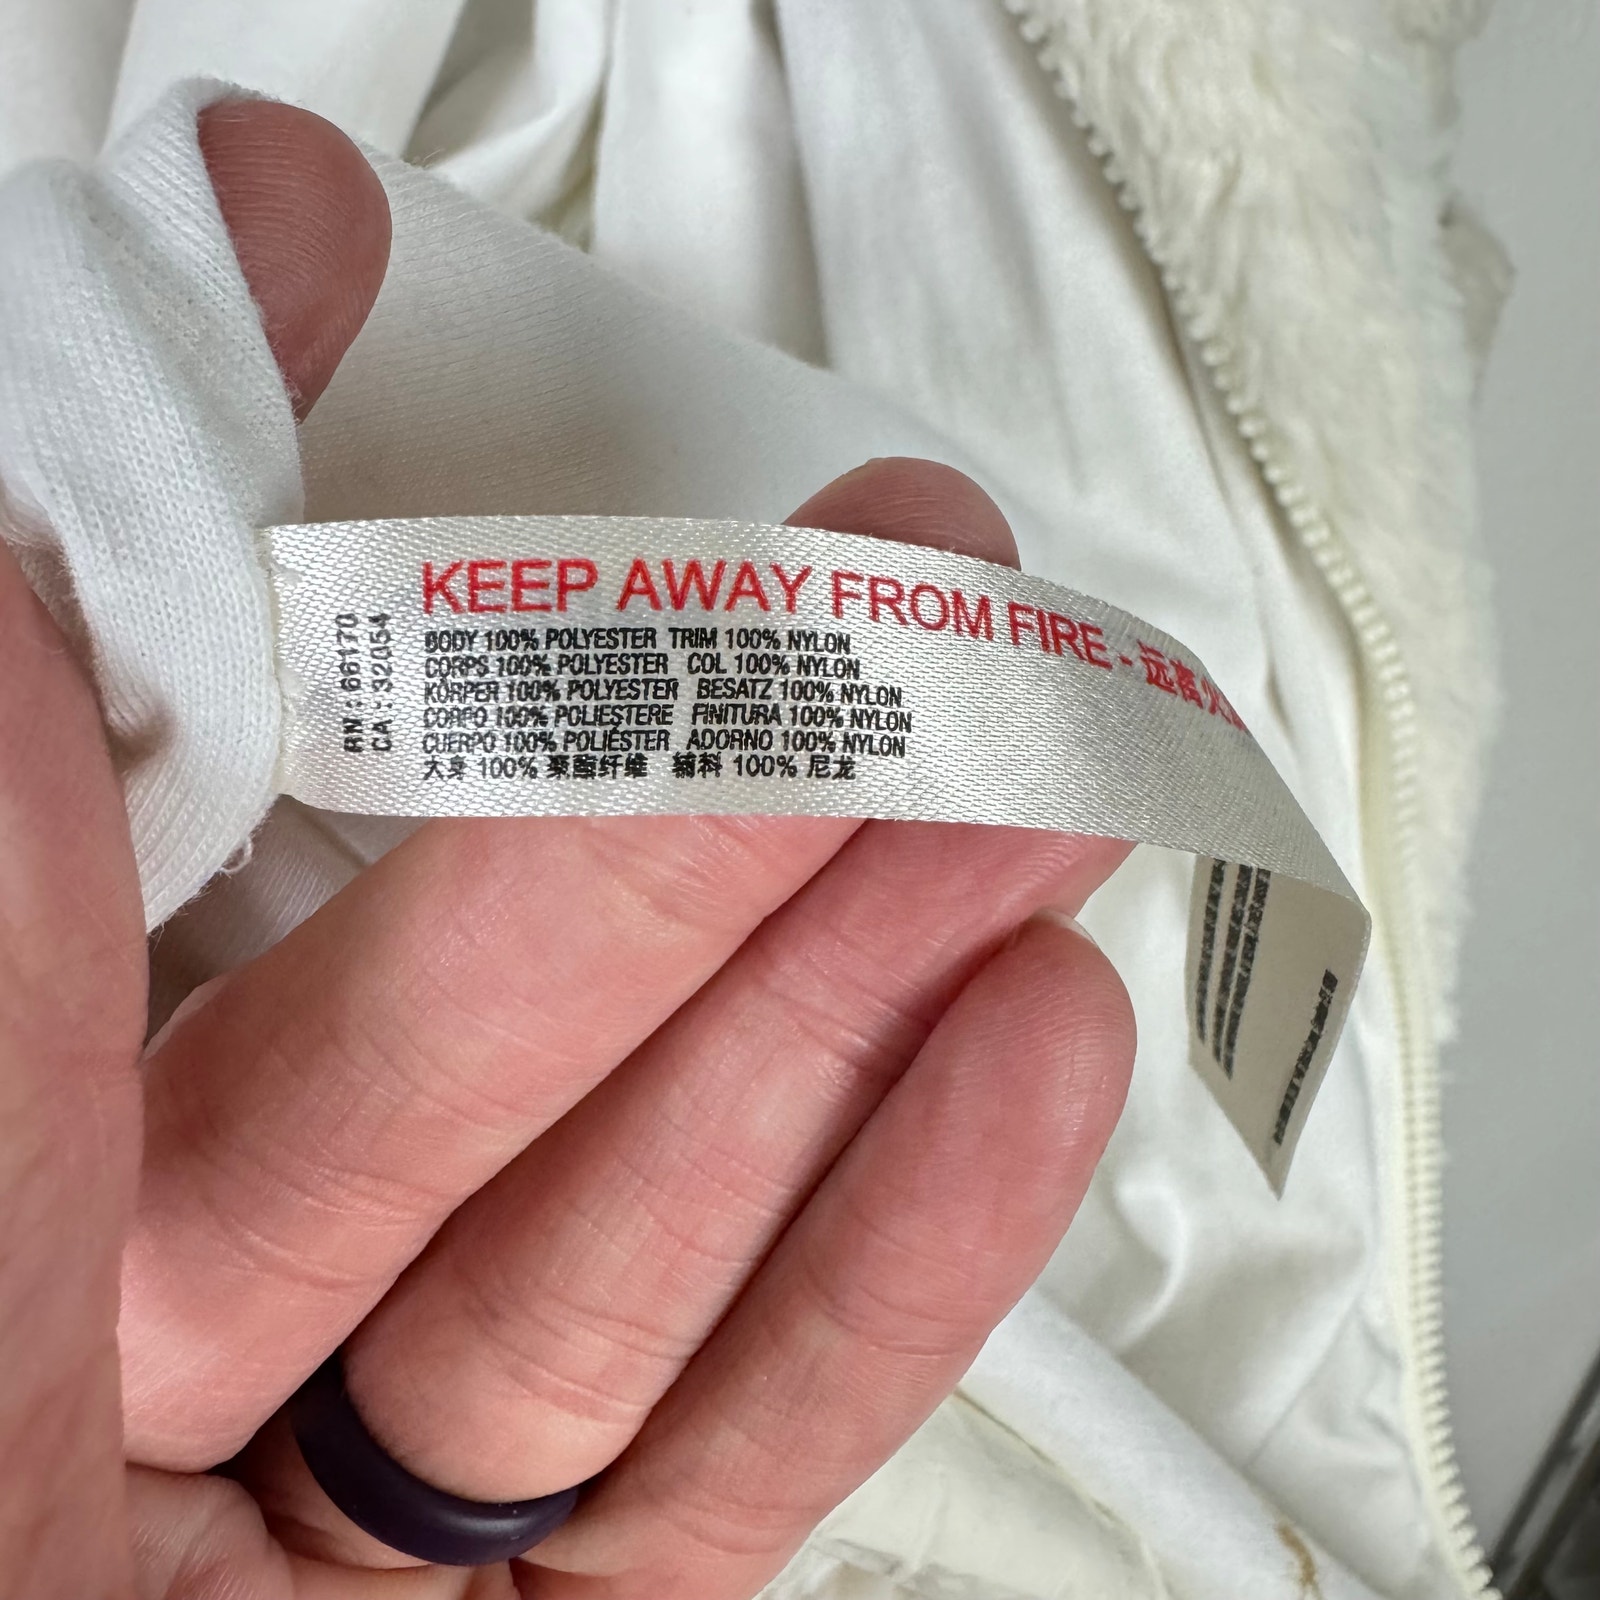 KEEP AWAY FROM FIRE - 远离火
BODY 100% POLYESTER TRIM 100% NYLON
CORPS 100% POLYESTER COL 100% NYLON
KÖRPER 100% POLYESTER BESATZ 100% NYLON
CORPO 100% POLIESTERE FINITURA 100% NYLON
CUERPO 100% POLIÉSTER ADORNO 100% NYLON
大身 100% 聚酯纤维 辅料 100% 尼龙
RN : 66170
CA : 32054